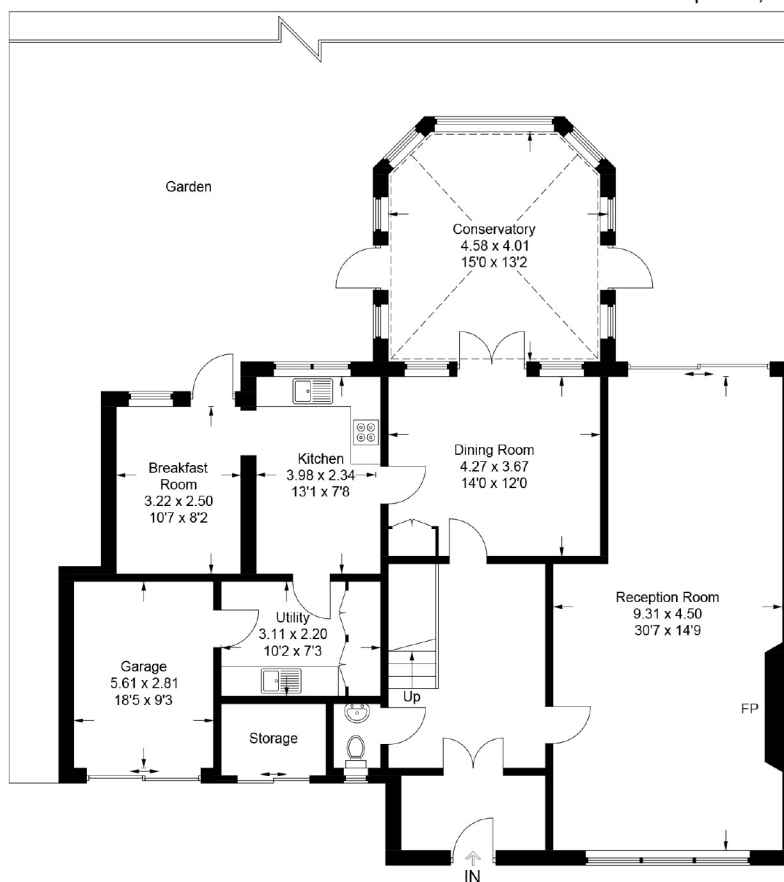 Garden
Conservatory
4.58 x 4.01
15'0 x 13'2
Breakfast
Room
3.22 x 2.50
10'7 x 8'2
Kitchen
3.98 x 2.34
13'1 x 7'8
Dining Room
4.27 x 3.67
14'0 x 12'0
Reception Room
9.31 x 4.50
30'7 x 14'9
Utility
3.11 x 2.20
10'2 x 7'3
Garage
5.61 x 2.81
18'5 x 9'3
Up
FP
Storage
IN